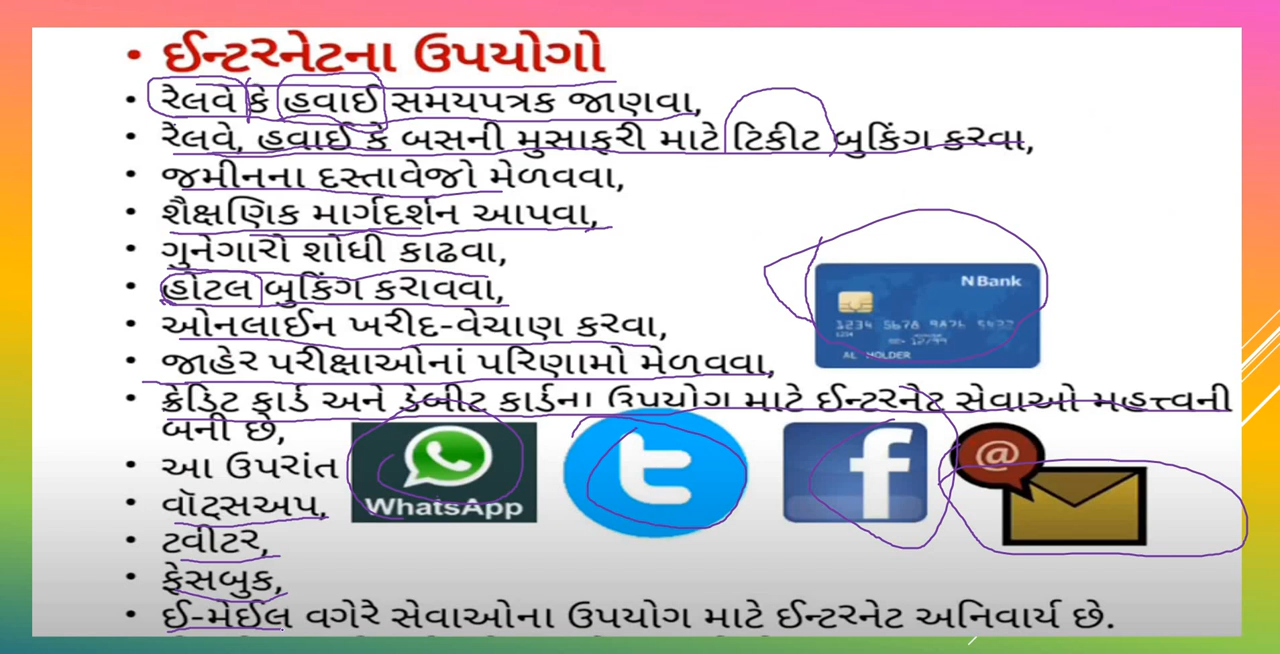 • ઈન્ટરનેટના ઉપયોગો
• રેલવે કે હવાઈ સમયપત્રક જાણવા,
• રેલવે, હવાઈ કે બસની મુસાફરી માટે ટિકીટ બુકિંગ કરવા,
• જમીનના દસ્તાવેજો મેળવવા,
• શૈક્ષણિક માર્ગદર્શન આપવા,
• ગુનેગારો શોધી કાઢવા,
• હોટલ બુકિંગ કરાવવા,
• ઓનલાઈન ખરીદ-વેચાણ કરવા,
• જાહેર પરીક્ષાઓનાં પરિણામો મેળવવા,
N Bank
1234 5678 9876
12/99
HOLDER
• ક્રેડિટ કાર્ડ અને ડેબીટ કાર્ડના ઉપયોગ માટે ઈન્ટરનેટ સેવાઓ મહત્ત્વની
બની છે,
• આ ઉપરાંત
• વૉટ્સઅપ,
WhatsApp
t
f
@
• ટવીટર,
• ફેસબુક,
• ઈ-મેઈલ વગેરે સેવાઓના ઉપયોગ માટે ઈન્ટરનેટ અનિવાર્ય છે.